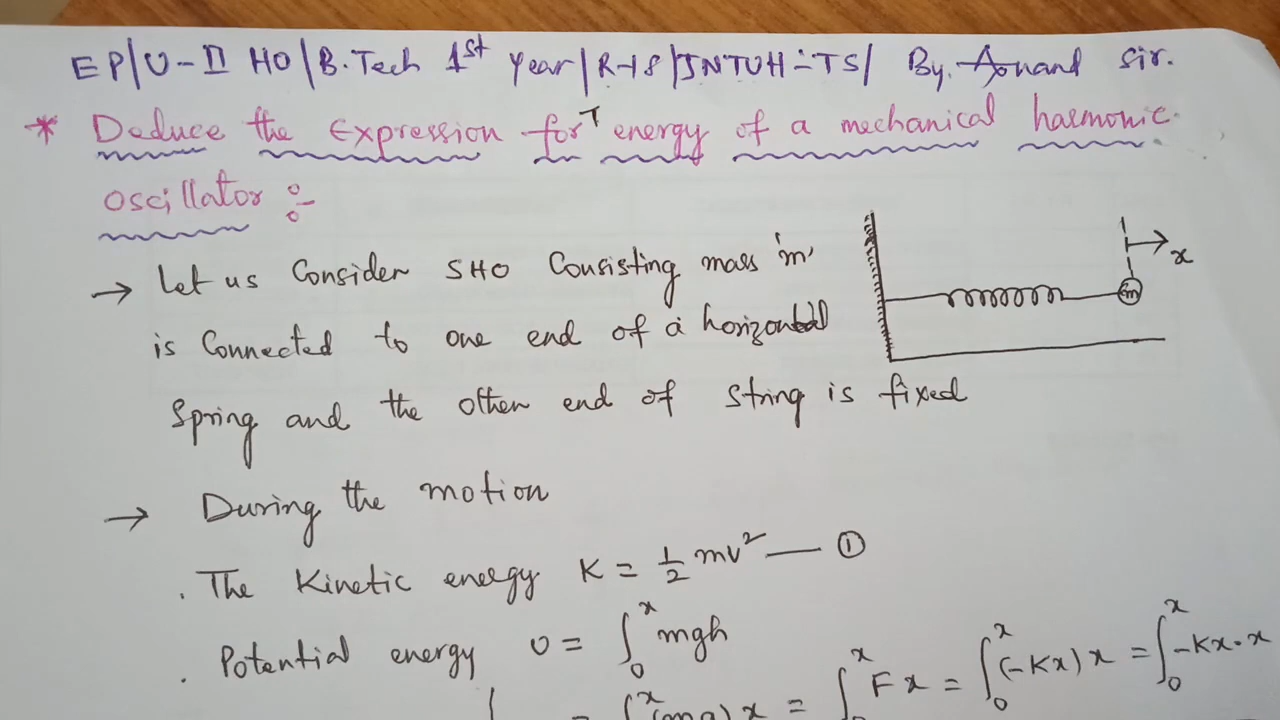 EP/U-II HO/B.Tech 1st Year/R-18/JNTUH-TS/ By. Anand Sir.
* Deduce the Expression for T energy of a mechanical harmonic
oscillator :-
→ Let us Consider SHO Consisting mass 'm'
x
m
is Connected to one end of a horizontal
Spring and the other end of string is fixed
→ During the motion
. The Kinetic energy K = 1/2 mv² — ①
. Potential energy U = ∫₀ˣ mgh
= ∫ˣ (mg) x = ∫₀ˣ F x = ∫₀ˣ (-Kx) x = ∫₀ˣ -Kx·x